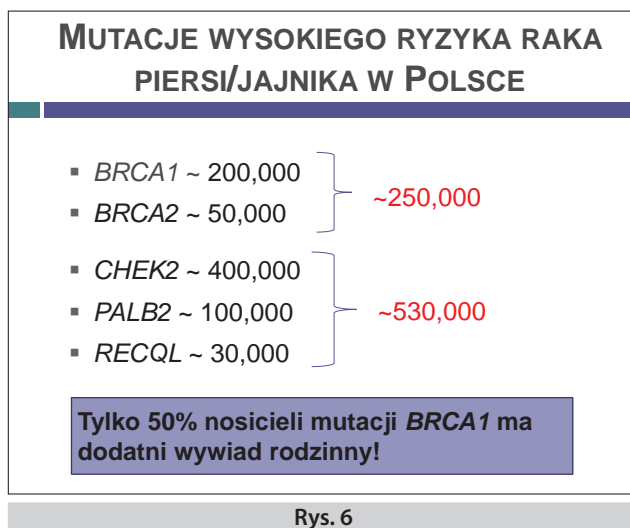 MUTACJE WYSOKIEGO RYZYKA RAKA
PIERSI/JAJNIKA W POLSCE
▪ BRCA1 ~ 200,000
▪ BRCA2 ~ 50,000
~250,000
▪ CHEK2 ~ 400,000
▪ PALB2 ~ 100,000
▪ RECQL ~ 30,000
~530,000
Tylko 50% nosicieli mutacji BRCA1 ma
dodatni wywiad rodzinny!
Rys. 6